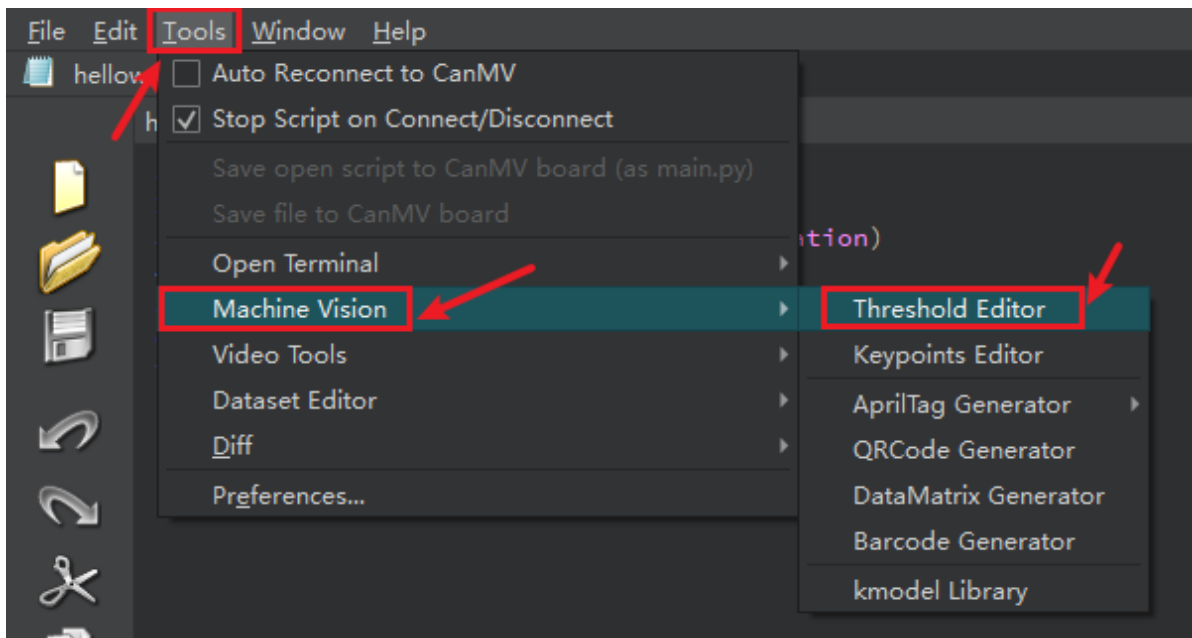 File Edit Tools Window Help
hellow
Auto Reconnect to CanMV
h
Stop Script on Connect/Disconnect
Save open script to CanMV board (as main.py)
Save file to CanMV board
ation)
Open Terminal
Machine Vision
Threshold Editor
Video Tools
Keypoints Editor
Dataset Editor
AprilTag Generator
Diff
QRCode Generator
Preferences...
DataMatrix Generator
Barcode Generator
kmodel Library